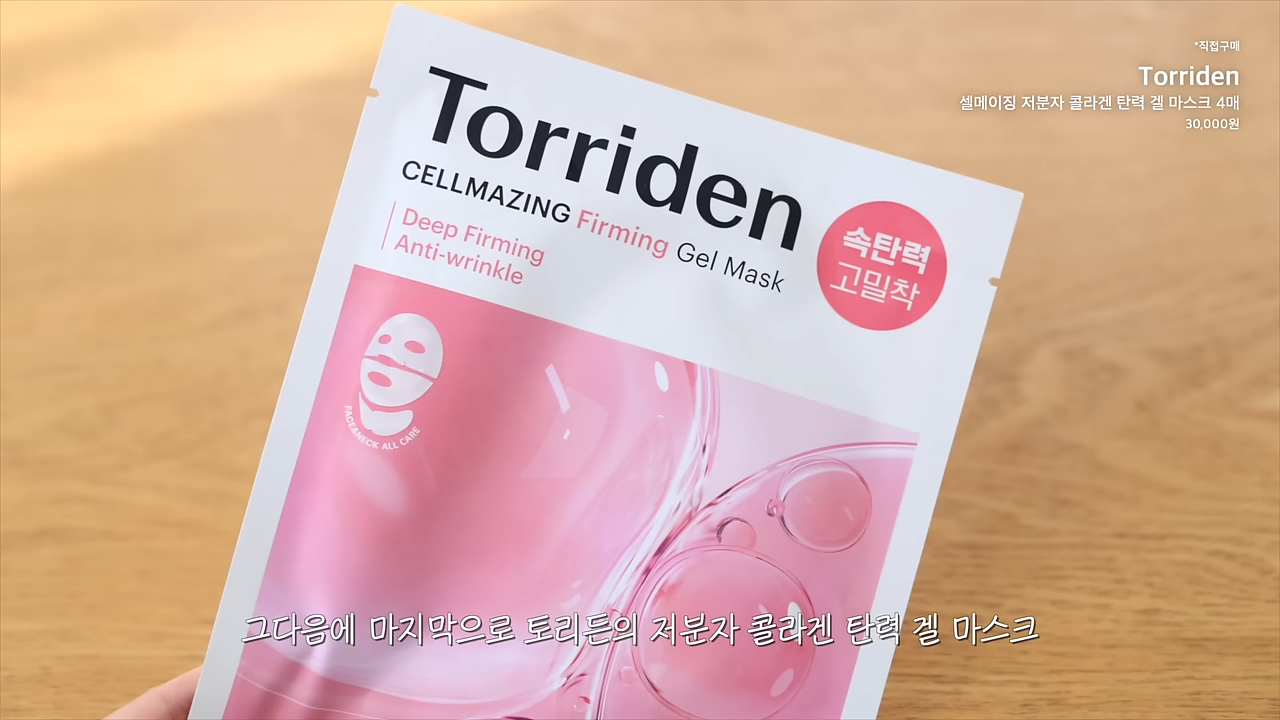 *직접구매
Torriden
셀메이징 저분자 콜라겐 탄력 겔 마스크 4매
30,000원
Torriden
CELLMAZING Firming Gel Mask
Deep Firming
Anti-wrinkle
속탄력
고밀착
FACE&NECK ALL CARE
그다음에 마지막으로 토리든의 저분자 콜라겐 탄력 겔 마스크